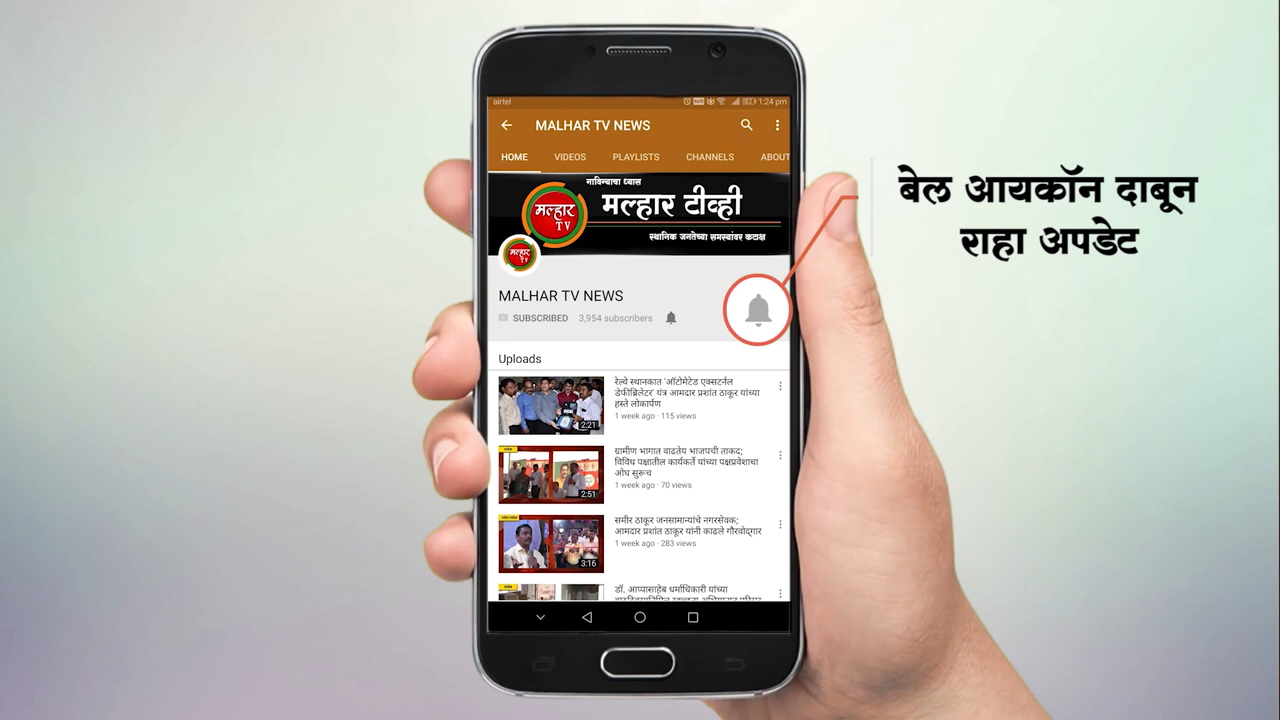 airtel
1:24 pm
MALHAR TV NEWS
HOME VIDEOS PLAYLISTS CHANNELS ABOUT
नाविन्याचा ध्यास
मल्हार टीव्ही
स्थानिक जनतेच्या समस्यांवर कटाक्ष
मल्हार
TV
मल्हार
TV
MALHAR TV NEWS
SUBSCRIBED 3,954 subscribers
Uploads
रेल्वे स्थानकात 'ऑटोमेटेड एक्सटर्नल
डेफीब्रिलेटर' यंत्र आमदार प्रशांत ठाकूर यांच्या
हस्ते लोकार्पण
1 week ago · 115 views
2:21
ग्रामीण भागात वाढतेय भाजपची ताकद;
विविध पक्षातील कार्यकर्ते यांच्या पक्षप्रवेशाचा
ओघ सुरूच
1 week ago · 70 views
2:51
समीर ठाकूर जनसामान्यांचे नगरसेवक;
आमदार प्रशांत ठाकूर यांनी काढले गौरवोद्गार
1 week ago · 283 views
3:16
डॉ. आप्पासाहेब धर्माधिकारी यांच्या
बेल आयकॉन दाबून
राहा अपडेट